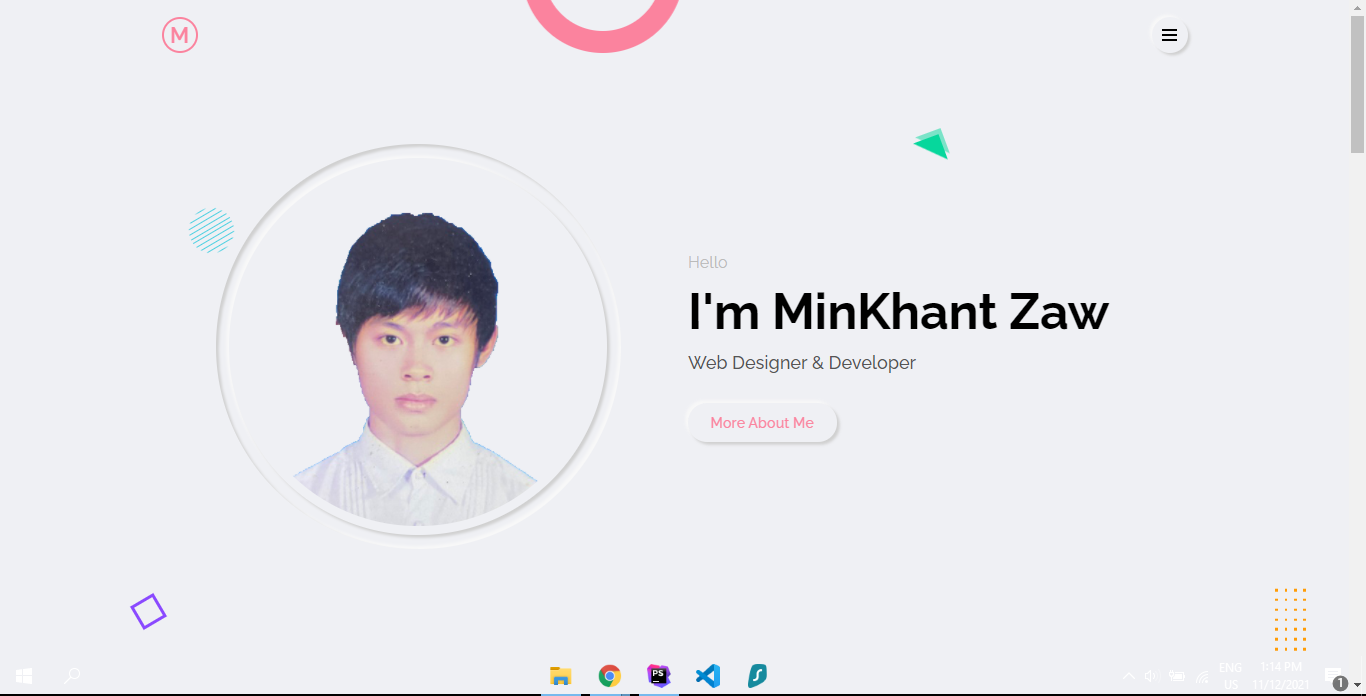 M
Hello
I'm MinKhant Zaw
Web Designer & Developer
More About Me
PS
ENG
US
1:14 PM
11/12/2021
1